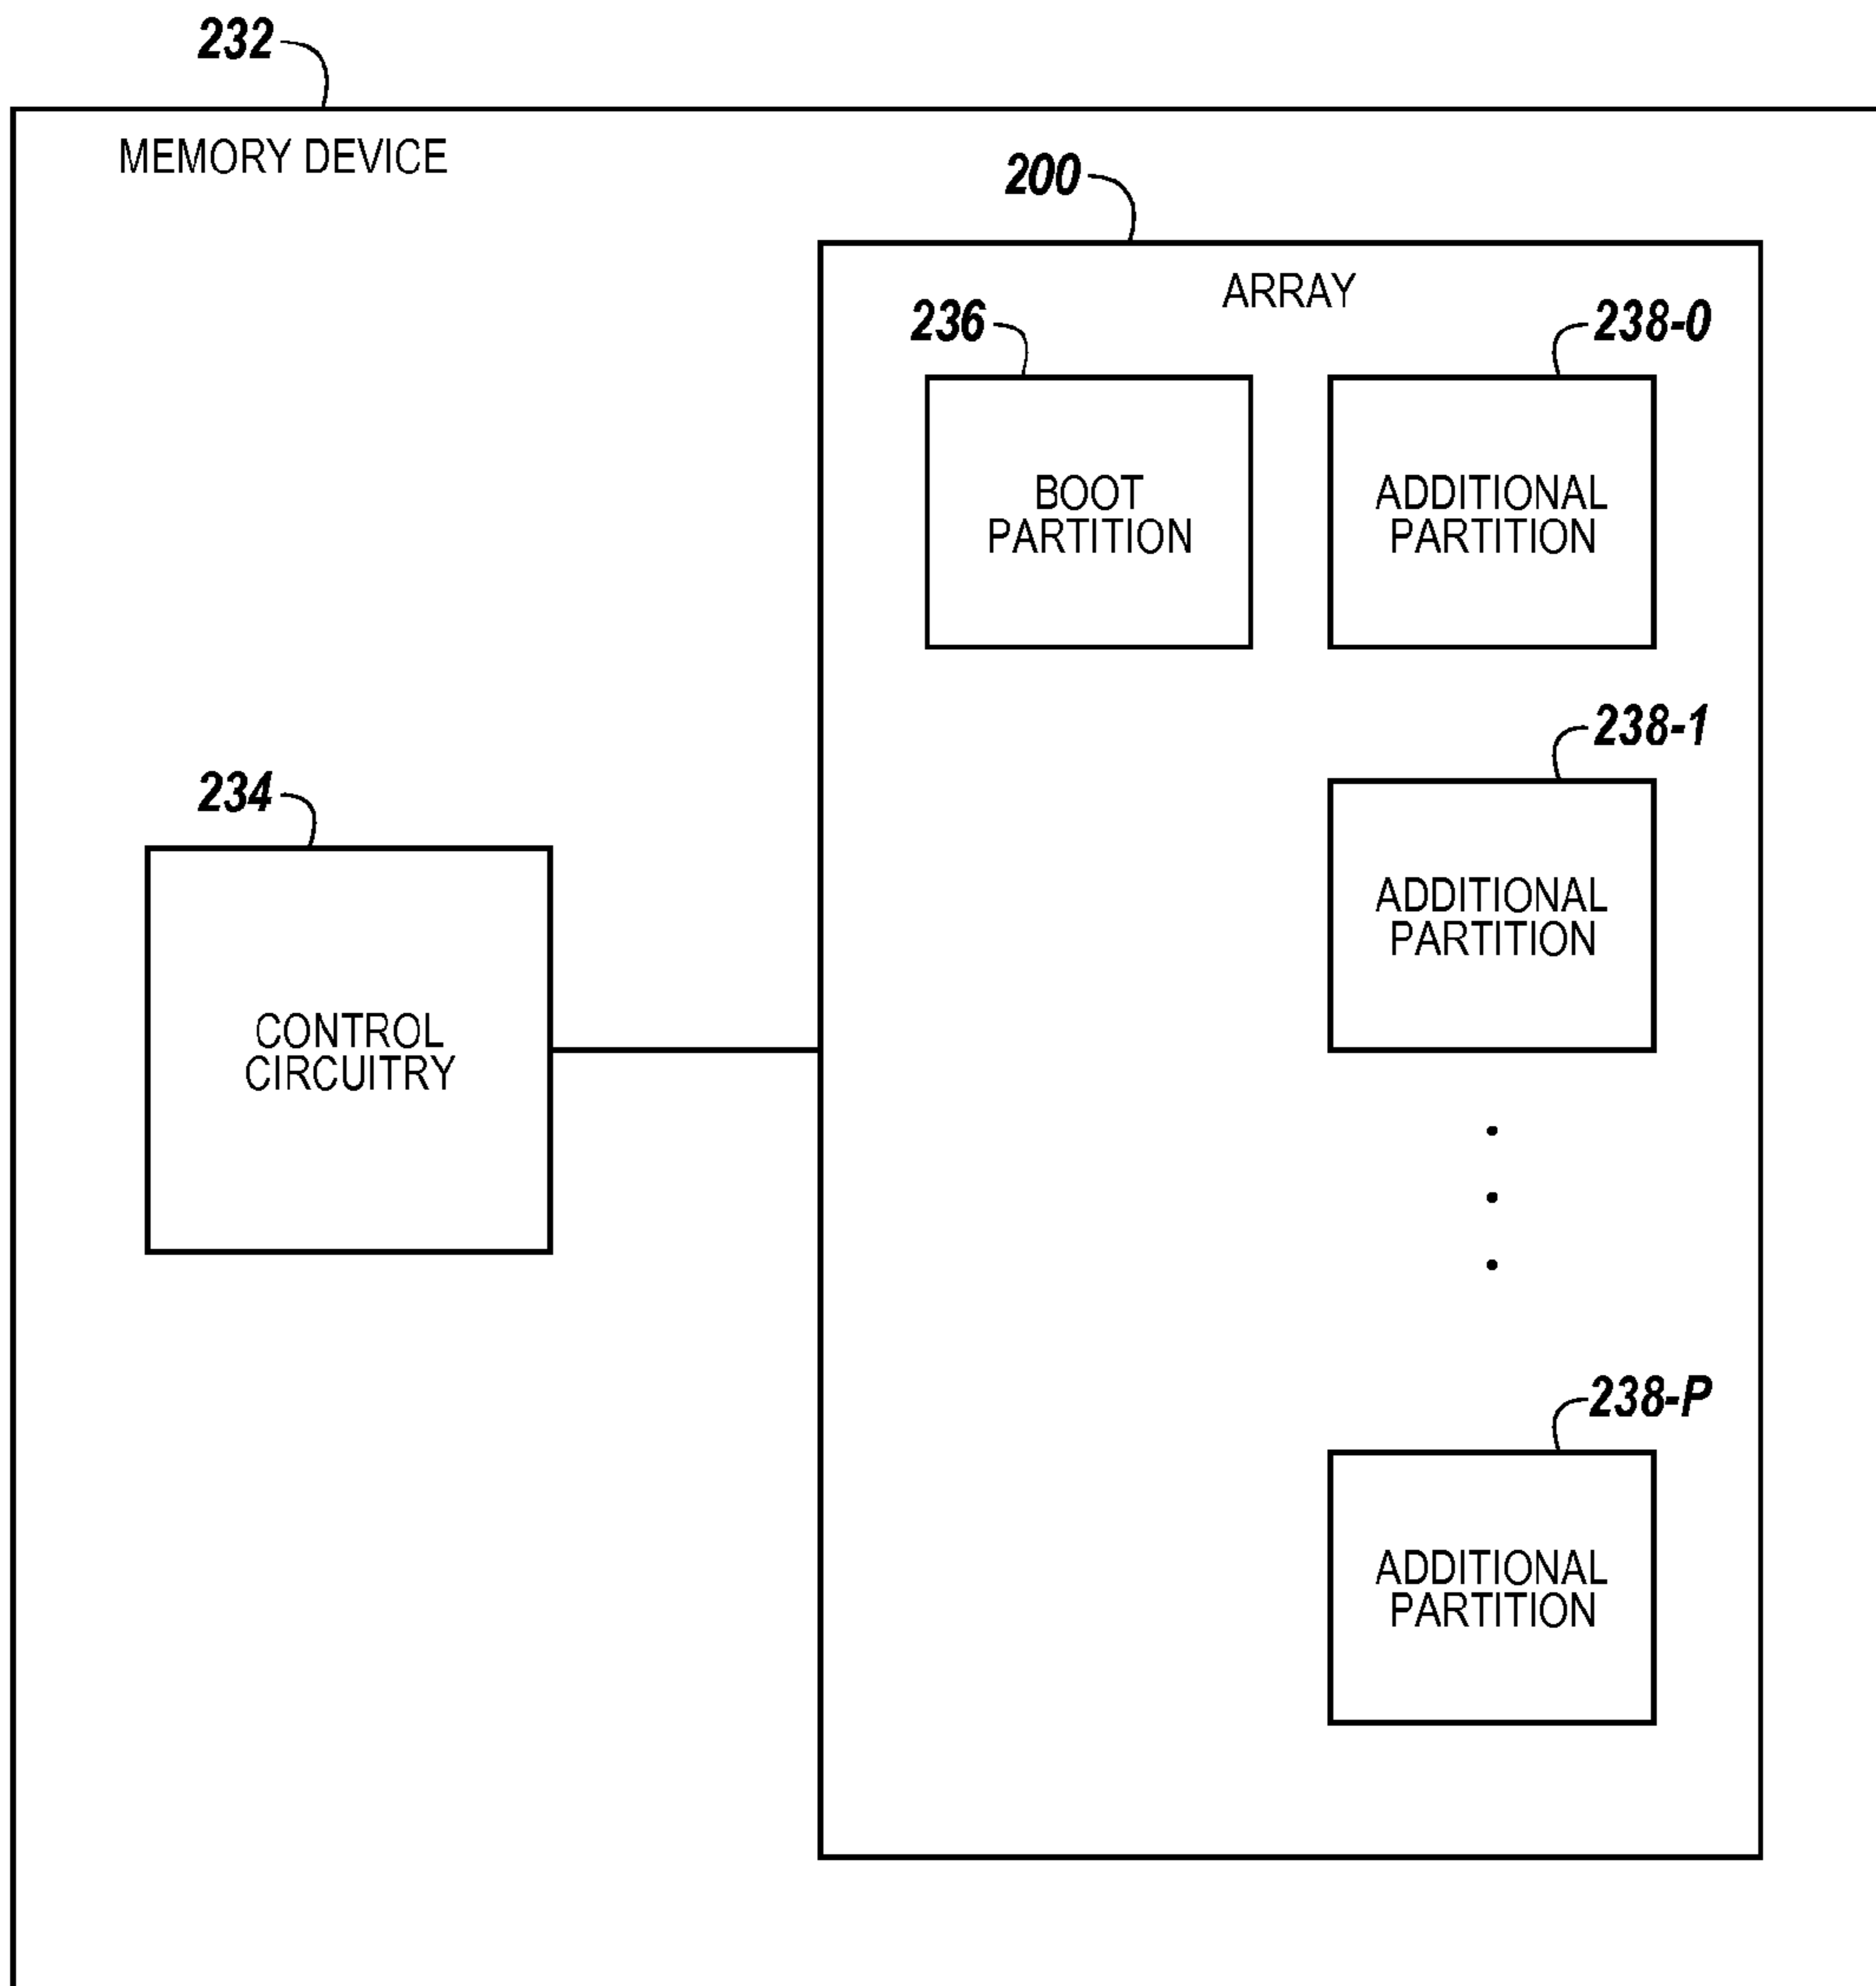 232
MEMORY DEVICE
200
ARRAY
236
238-0
BOOT
PARTITION
ADDITIONAL
PARTITION
238-1
234
ADDITIONAL
PARTITION
CONTROL
CIRCUITRY
238-P
ADDITIONAL
PARTITION